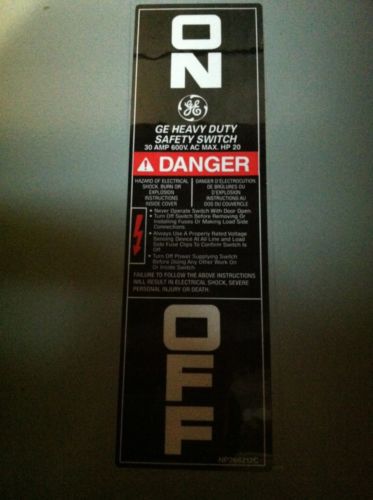 ON
GE
GE HEAVY DUTY
SAFETY SWITCH
30 AMP 600V. AC MAX. HP 20
DANGER
HAZARD OF ELECTRICAL
SHOCK, BURN OR
EXPLOSION
INSTRUCTIONS
INSIDE COVER
DANGER D'ELECTROCUTION,
DE BRÛLURES OU
D'EXPLOSION
INSTRUCTIONS AU
DOS DU COUVERCLE
• Never Operate Switch With Door Open.
• Turn Off Switch Before Removing Or
Installing Fuses Or Making Load Side
Connections.
• Always Use A Properly Rated Voltage
Sensing Device At All Line and Load
Side Fuse Clips To Confirm Switch Is
Off.
• Turn Off Power Supplying Switch
Before Doing Any Other Work On
Or Inside Switch
FAILURE TO FOLLOW THE ABOVE INSTRUCTIONS
WILL RESULT IN ELECTRICAL SHOCK, SEVERE
PERSONAL INJURY OR DEATH.
OFF